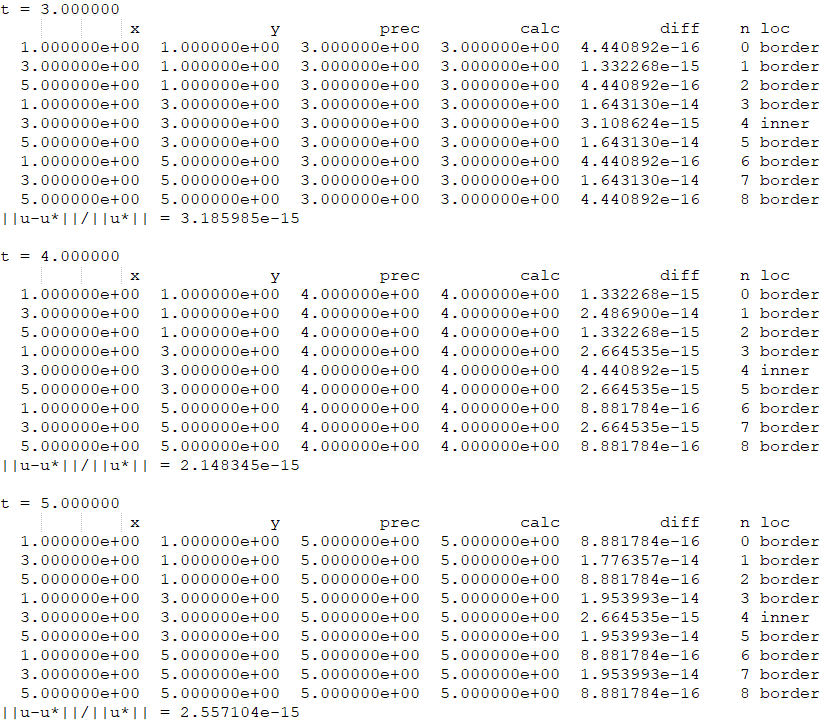 t = 3.000000
x y prec calc diff n loc
1.000000e+00 1.000000e+00 3.000000e+00 3.000000e+00 4.440892e-16 0 border
3.000000e+00 1.000000e+00 3.000000e+00 3.000000e+00 1.332268e-15 1 border
5.000000e+00 1.000000e+00 3.000000e+00 3.000000e+00 4.440892e-16 2 border
1.000000e+00 3.000000e+00 3.000000e+00 3.000000e+00 1.643130e-14 3 border
3.000000e+00 3.000000e+00 3.000000e+00 3.000000e+00 3.108624e-15 4 inner
5.000000e+00 3.000000e+00 3.000000e+00 3.000000e+00 1.643130e-14 5 border
1.000000e+00 5.000000e+00 3.000000e+00 3.000000e+00 4.440892e-16 6 border
3.000000e+00 5.000000e+00 3.000000e+00 3.000000e+00 1.643130e-14 7 border
5.000000e+00 5.000000e+00 3.000000e+00 3.000000e+00 4.440892e-16 8 border
||u-u*||/||u*|| = 3.185985e-15
t = 4.000000
x y prec calc diff n loc
1.000000e+00 1.000000e+00 4.000000e+00 4.000000e+00 1.332268e-15 0 border
3.000000e+00 1.000000e+00 4.000000e+00 4.000000e+00 2.486900e-14 1 border
5.000000e+00 1.000000e+00 4.000000e+00 4.000000e+00 1.332268e-15 2 border
1.000000e+00 3.000000e+00 4.000000e+00 4.000000e+00 2.664535e-15 3 border
3.000000e+00 3.000000e+00 4.000000e+00 4.000000e+00 4.440892e-15 4 inner
5.000000e+00 3.000000e+00 4.000000e+00 4.000000e+00 2.664535e-15 5 border
1.000000e+00 5.000000e+00 4.000000e+00 4.000000e+00 8.881784e-16 6 border
3.000000e+00 5.000000e+00 4.000000e+00 4.000000e+00 2.664535e-15 7 border
5.000000e+00 5.000000e+00 4.000000e+00 4.000000e+00 8.881784e-16 8 border
||u-u*||/||u*|| = 2.148345e-15
t = 5.000000
x y prec calc diff n loc
1.000000e+00 1.000000e+00 5.000000e+00 5.000000e+00 8.881784e-16 0 border
3.000000e+00 1.000000e+00 5.000000e+00 5.000000e+00 1.776357e-14 1 border
5.000000e+00 1.000000e+00 5.000000e+00 5.000000e+00 8.881784e-16 2 border
1.000000e+00 3.000000e+00 5.000000e+00 5.000000e+00 1.953993e-14 3 border
3.000000e+00 3.000000e+00 5.000000e+00 5.000000e+00 2.664535e-15 4 inner
5.000000e+00 3.000000e+00 5.000000e+00 5.000000e+00 1.953993e-14 5 border
1.000000e+00 5.000000e+00 5.000000e+00 5.000000e+00 8.881784e-16 6 border
3.000000e+00 5.000000e+00 5.000000e+00 5.000000e+00 1.953993e-14 7 border
5.000000e+00 5.000000e+00 5.000000e+00 5.000000e+00 8.881784e-16 8 border
||u-u*||/||u*|| = 2.557104e-15